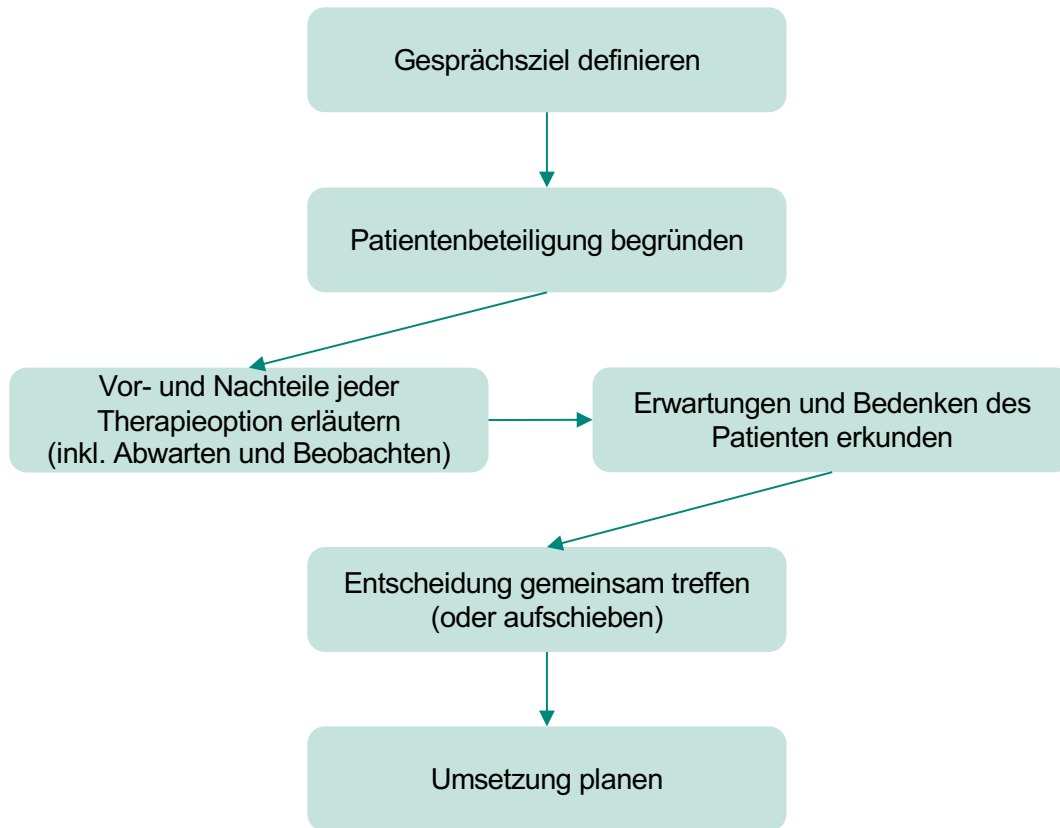 Gesprächsziel definieren
Patientenbeteiligung begründen
Vor- und Nachteile jeder
Therapieoption erläutern
(inkl. Abwarten und Beobachten)
Erwartungen und Bedenken des
Patienten erkunden
Entscheidung gemeinsam treffen
(oder aufschieben)
Umsetzung planen